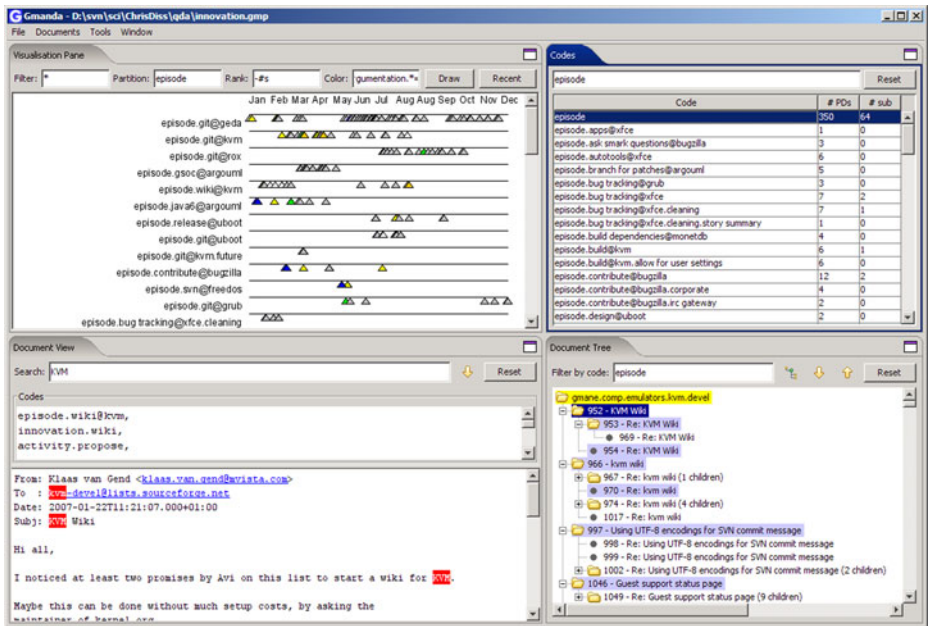 Gmanda - D:\svn\sci\ChrisDiss\qda\innovation.gmp
File Documents Tools Window
Visualisation Pane
Filter: * Partition: episode Rank: -#s Color: gumentation.*= Draw Recent
Jan Feb Mar Apr May Jun Jul Aug Aug Sep Oct Nov Dec
episode.git@geda
episode.git@kvm
episode.git@rox
episode.gsoc@argouml
episode.wiki@kvm
episode.java6@argouml
episode.release@uboot
episode.git@uboot
episode.git@kvm.future
episode.contribute@bugzilla
episode.svn@freedos
episode.git@grub
episode.bug tracking@xfce.cleaning
Codes
episode Reset
Code # PDs # sub
episode 350 64
episode.apps@xfce 1 0
episode.ask smark questions@bugzilla 3 0
episode.autotools@xfce 6 0
episode.branch for patches@argouml 5 0
episode.bug tracking@grub 3 0
episode.bug tracking@xfce 7 2
episode.bug tracking@xfce.cleaning 7 1
episode.bug tracking@xfce.cleaning.story summary 1 0
episode.build dependencies@monetdb 4 0
episode.build@kvm 6 1
episode.build@kvm.allow for user settings 6 0
episode.contribute@bugzilla 12 2
episode.contribute@bugzilla.corporate 4 0
episode.contribute@bugzilla.irc gateway 2 0
episode.design@uboot 2 0
Document View
Search: KVM Reset
Codes
episode.wiki@kvm,
innovation.wiki,
activity.propose,
From: Klaas van Gend <klaas.van.gend@mvista.com>
To : kvm-devel@lists.sourceforge.net
Date: 2007-01-22T11:21:07.000+01:00
Subj: KVM Wiki
Hi all,
I noticed at least two promises by Avi on this list to start a wiki for KVM.
Maybe this can be done without much setup costs, by asking the
maintainer of kernel.org
Document Tree
Filter by code: episode Reset
gmane.comp.emulators.kvm.devel
952 - KVM Wiki
953 - Re: KVM Wiki
969 - Re: KVM Wiki
954 - Re: KVM Wiki
966 - kvm wiki
967 - Re: kvm wiki (1 children)
970 - Re: kvm wiki
974 - Re: kvm wiki (4 children)
1017 - Re: kvm wiki
997 - Using UTF-8 encodings for SVN commit message
998 - Re: Using UTF-8 encodings for SVN commit message
999 - Re: Using UTF-8 encodings for SVN commit message
1002 - Re: Using UTF-8 encodings for SVN commit message (2 children)
1046 - Guest support status page
1049 - Re: Guest support status page (9 children)